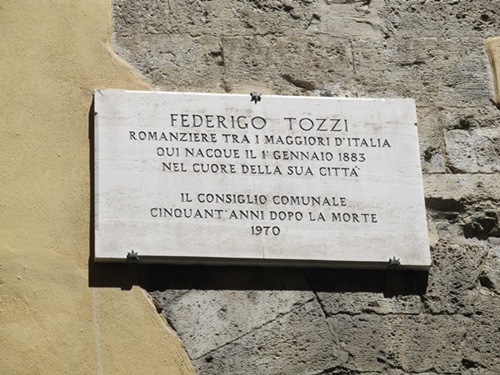 FEDERIGO TOZZI
ROMANZIERE TRA I MAGGIORI D'ITALIA
QUI NACQUE IL 1° GENNAIO 1883
NEL CUORE DELLA SUA CITTÀ
IL CONSIGLIO COMUNALE
CINQUANT'ANNI DOPO LA MORTE
1970